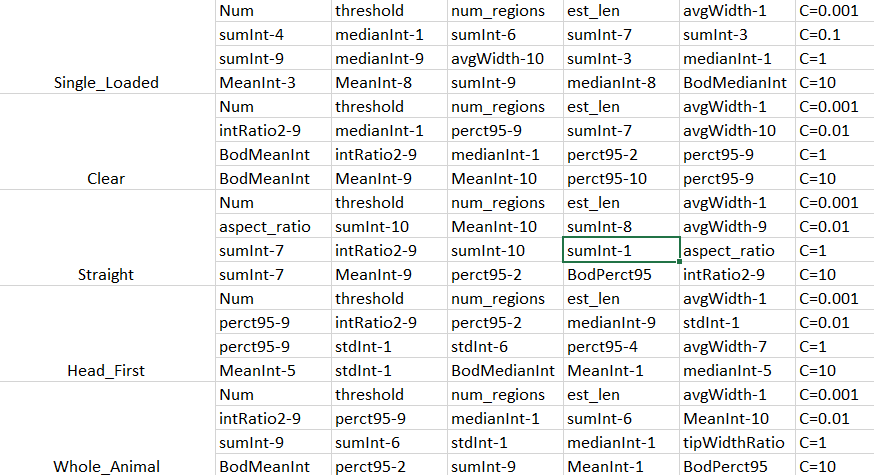 Num threshold num_regions est_len avgWidth-1 C=0.001
sumInt-4 medianInt-1 sumInt-6 sumInt-7 sumInt-3 C=0.1
sumInt-9 medianInt-9 avgWidth-10 sumInt-3 medianInt-1 C=1
Single_Loaded MeanInt-3 MeanInt-8 sumInt-9 medianInt-8 BodMedianInt C=10
Num threshold num_regions est_len avgWidth-1 C=0.001
intRatio2-9 medianInt-1 perct95-9 sumInt-7 avgWidth-10 C=0.01
BodMeanInt intRatio2-9 medianInt-1 perct95-2 perct95-9 C=1
Clear BodMeanInt MeanInt-9 MeanInt-10 perct95-10 perct95-9 C=10
Num threshold num_regions est_len avgWidth-1 C=0.001
aspect_ratio sumInt-10 MeanInt-10 sumInt-8 avgWidth-9 C=0.01
sumInt-7 intRatio2-9 sumInt-10 sumInt-1 aspect_ratio C=1
Straight sumInt-7 MeanInt-9 perct95-2 BodPerct95 intRatio2-9 C=10
Num threshold num_regions est_len avgWidth-1 C=0.001
perct95-9 intRatio2-9 perct95-2 medianInt-9 stdInt-1 C=0.01
perct95-9 stdInt-1 stdInt-6 perct95-4 avgWidth-7 C=1
Head_First MeanInt-5 stdInt-1 BodMedianInt MeanInt-1 medianInt-5 C=10
Num threshold num_regions est_len avgWidth-1 C=0.001
intRatio2-9 perct95-9 medianInt-1 sumInt-6 MeanInt-10 C=0.01
sumInt-9 sumInt-6 stdInt-1 medianInt-1 tipWidthRatio C=1
Whole_Animal BodMeanInt perct95-2 sumInt-9 MeanInt-1 BodPerct95 C=10